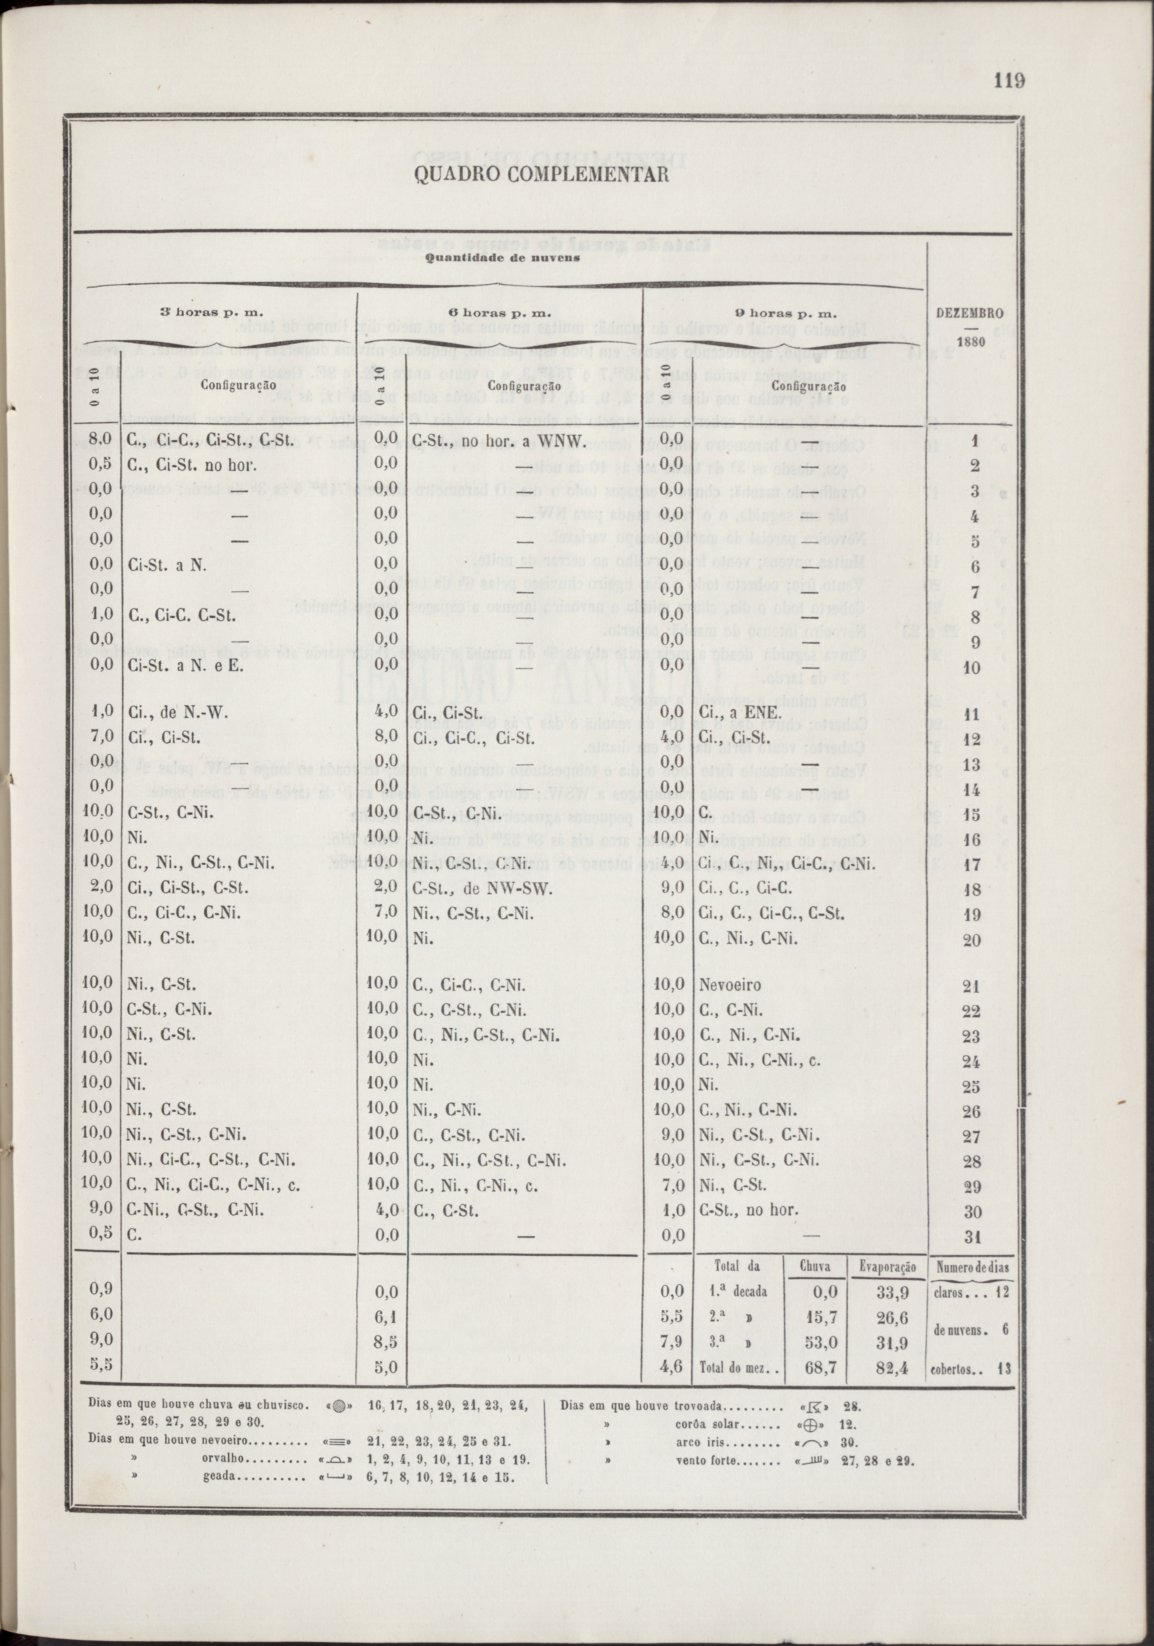 119
QUADRO COMPLEMENTAR
Quantidade de nuvens
3 horas p. m. 6 horas p. m. 9 horas p. m. DEZEMBRO — 1880
0 a 10 Configuração 0 a 10 Configuração 0 a 10 Configuração
8,0 C., Ci-C., Ci-St., C-St. 0,0 C-St., no hor. a WNW. 0,0 — 1
0,5 C., Ci-St. no hor. 0,0 — 0,0 — 2
0,0 — 0,0 — 0,0 — 3
0,0 — 0,0 — 0,0 — 4
0,0 — 0,0 — 0,0 — 5
0,0 Ci-St. a N. 0,0 — 0,0 — 6
0,0 — 0,0 — 0,0 — 7
1,0 C., Ci-C. C-St. 0,0 — 0,0 — 8
0,0 — 0,0 — 0,0 — 9
0,0 Ci-St. a N. e E. 0,0 — 0,0 — 10
1,0 Ci., de N.-W. 4,0 Ci., Ci-St. 0,0 Ci., a ENE. 11
7,0 Ci., Ci-St. 8,0 Ci., Ci-C., Ci-St. 4,0 Ci., Ci-St. 12
0,0 — 0,0 — 0,0 — 13
0,0 — 0,0 — 0,0 — 14
10,0 C-St., C-Ni. 10,0 C-St., C-Ni. 10,0 C. 15
10,0 Ni. 10,0 Ni. 10,0 Ni. 16
10,0 C., Ni., C-St., C-Ni. 10,0 Ni., C-St., C-Ni. 4,0 Ci., C., Ni,, Ci-C., C-Ni. 17
2,0 Ci., Ci-St., C-St. 2,0 C-St., de NW-SW. 9,0 Ci., C., Ci-C. 18
10,0 C., Ci-C., C-Ni. 7,0 Ni., C-St., C-Ni. 8,0 Ci., C., Ci-C., C-St. 19
10,0 Ni., C-St. 10,0 Ni. 10,0 C., Ni., C-Ni. 20
10,0 Ni., C-St. 10,0 C., Ci-C., C-Ni. 10,0 Nevoeiro 21
10,0 C-St., C-Ni. 10,0 C., C-St., C-Ni. 10,0 C., C-Ni. 22
10,0 Ni., C-St. 10,0 C., Ni., C-St., C-Ni. 10,0 C., Ni., C-Ni. 23
10,0 Ni. 10,0 Ni. 10,0 C., Ni., C-Ni., c. 24
10,0 Ni. 10,0 Ni. 10,0 Ni. 25
10,0 Ni., C-St. 10,0 Ni., C-Ni. 10,0 C., Ni., C-Ni. 26
10,0 Ni., C-St., C-Ni. 10,0 C., C-St., C-Ni. 9,0 Ni., C-St., C-Ni. 27
10,0 Ni., Ci-C., C-St., C-Ni. 10,0 C., Ni., C-St., C-Ni. 10,0 Ni., C-St., C-Ni. 28
10,0 C., Ni., Ci-C., C-Ni., c. 10,0 C., Ni., C-Ni., c. 7,0 Ni., C-St. 29
9,0 C-Ni., C-St., C-Ni. 4,0 C., C-St. 1,0 C-St., no hor. 30
0,5 C. 0,0 — 0,0 — 31
Total da Chuva Evaporação Numero de dias
0,9 0,0 0,0 1.ª decada 0,0 33,9 claros... 12
6,0 6,1 5,5 2.ª » 15,7 26,6
de nuvens. 6
9,0 8,5 7,9 3.ª » 53,0 31,9
5,5 5,0 4,6 Total do mez.. 68,7 82,4 cobertos.. 13
Dias em que houve chuva ou chuvisco. «» 16, 17, 18, 20, 21, 23, 24,
25, 26, 27, 28, 29 e 30.
Dias em que houve nevoeiro......... «≡» 21, 22, 23, 24, 25 e 31.
» orvalho......... «» 1, 2, 4, 9, 10, 11, 13 e 19.
» geada.......... «» 6, 7, 8, 10, 12, 14 e 15.
Dias em que houve trovoada......... «» 28.
» corôa solar...... «⊕» 12.
» arco iris........ «» 30.
» vento forte....... «» 27, 28 e 29.